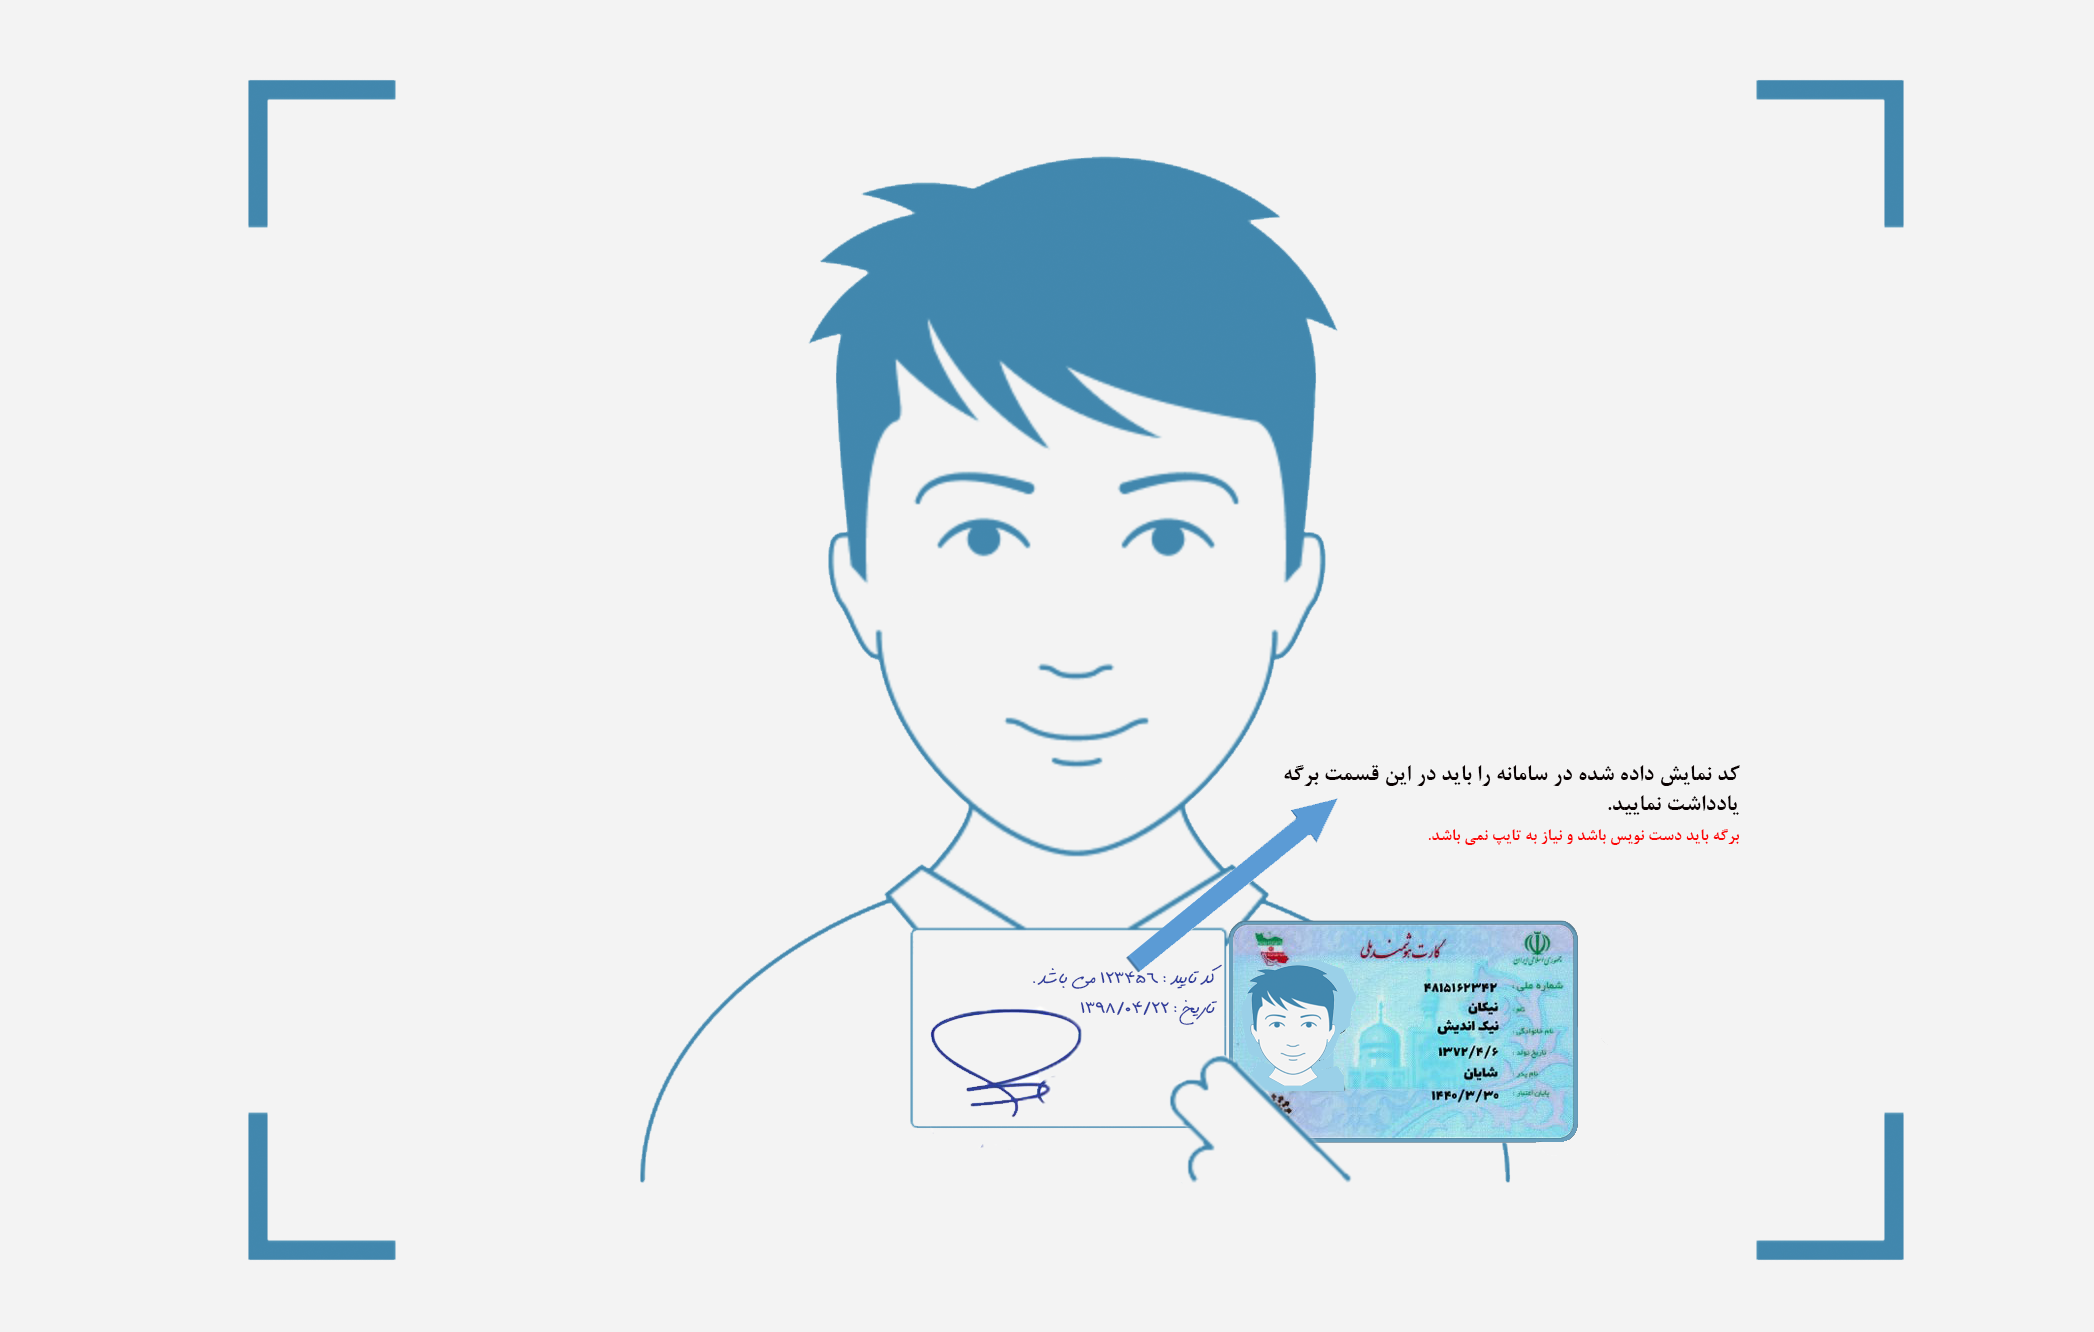 کد نمایش داده شده در سامانه را باید در این قسمت برگه
یادداشت نمایید.
برگه باید دست نویس باشد و نیاز به تایپ نمی باشد.
کد تایید : ۱۲۳۴۵۶ می باشد.
تاریخ : ۱۳۹۸/۰۴/۲۲
کارت هوشمند ملی
جمهوری اسلامی ایران
شماره ملی : ۴۸۱۵۱۶۲۳۴۲
نام : نیکان
نام خانوادگی : نیک اندیش
تاریخ تولد : ۱۳۷۲/۴/۶
نام پدر : شایان
پایان اعتبار : ۱۴۴۰/۳/۳۰